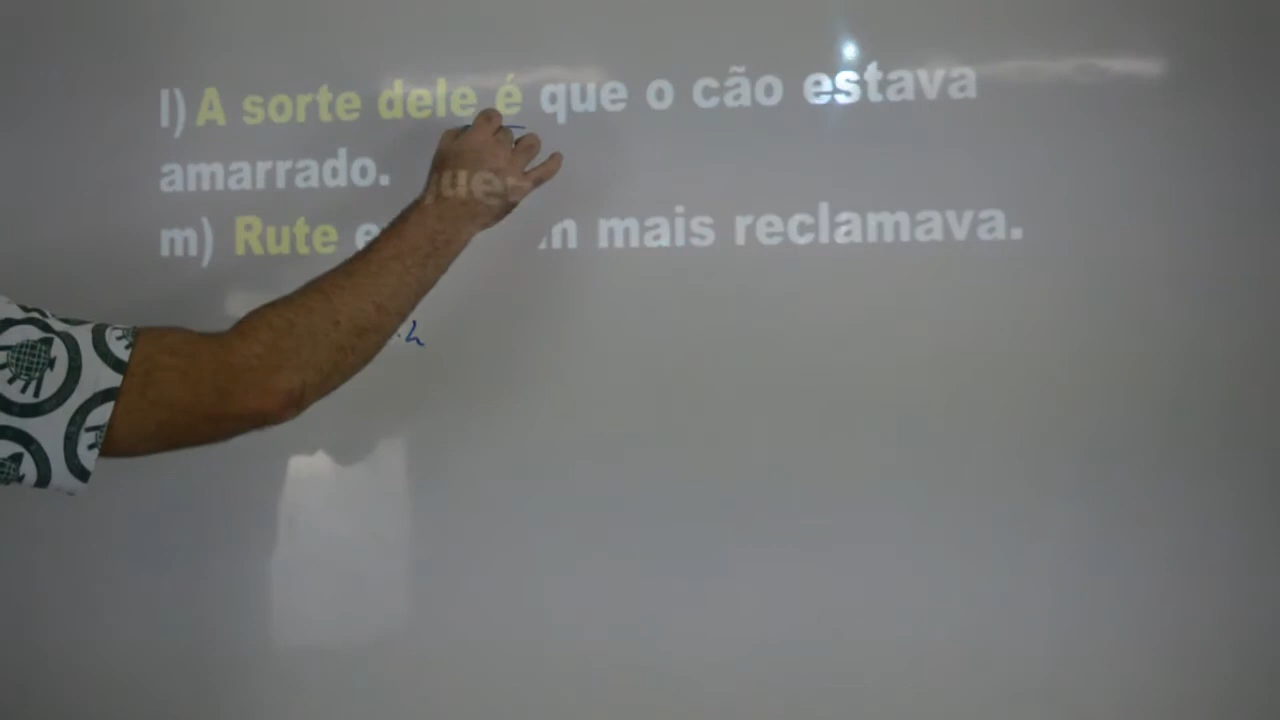 l) A sorte dele é que o cão estava
amarrado.
m) Rute mais reclamava.